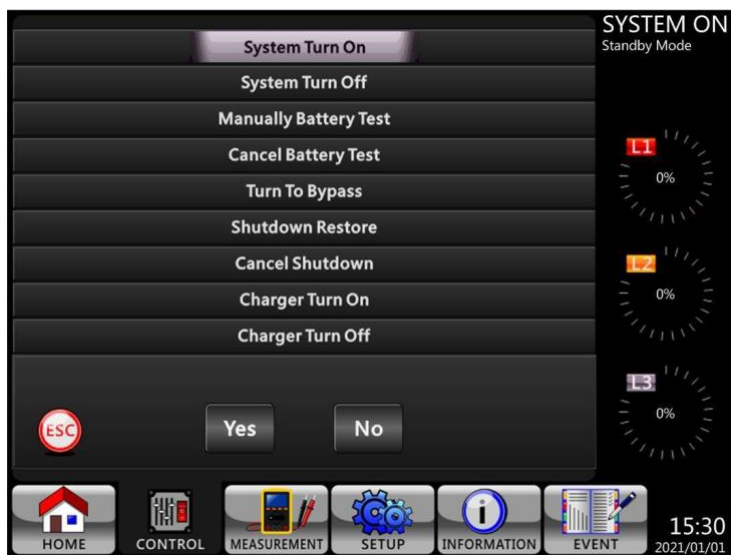 SYSTEM ON
Standby Mode
System Turn On
System Turn Off
Manually Battery Test
Cancel Battery Test
Turn To Bypass
Shutdown Restore
Cancel Shutdown
Charger Turn On
Charger Turn Off
L1
0%
L2
0%
L3
0%
ESC
Yes
No
HOME
CONTROL
MEASUREMENT
SETUP
INFORMATION
EVENT
15:30
2021/01/01